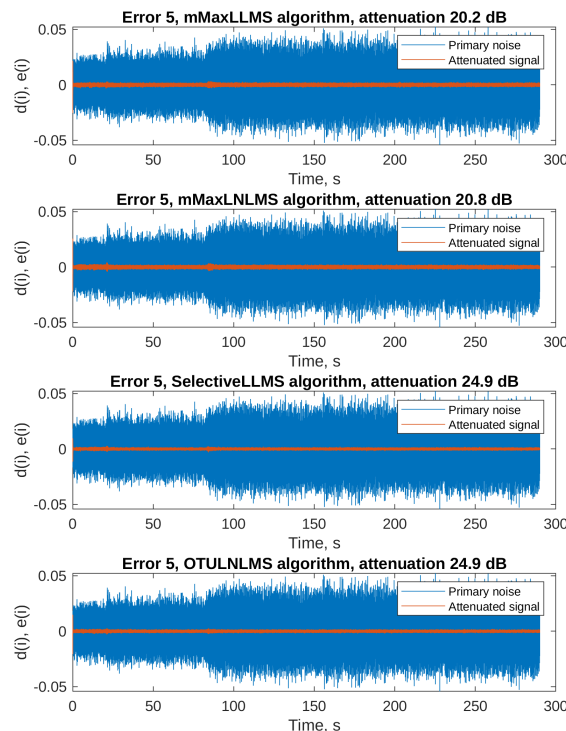 Error 5, mMaxLLMS algorithm, attenuation 20.2 dB
0.05
0
-0.05
d(i), e(i)
Primary noise
Attenuated signal
0 50 100 150 200 250 300
Time, s
Error 5, mMaxLNLMS algorithm, attenuation 20.8 dB
0.05
0
-0.05
d(i), e(i)
Primary noise
Attenuated signal
0 50 100 150 200 250 300
Time, s
Error 5, SelectiveLLMS algorithm, attenuation 24.9 dB
0.05
0
-0.05
d(i), e(i)
Primary noise
Attenuated signal
0 50 100 150 200 250 300
Time, s
Error 5, OTULNLMS algorithm, attenuation 24.9 dB
0.05
0
-0.05
d(i), e(i)
Primary noise
Attenuated signal
0 50 100 150 200 250 300
Time, s